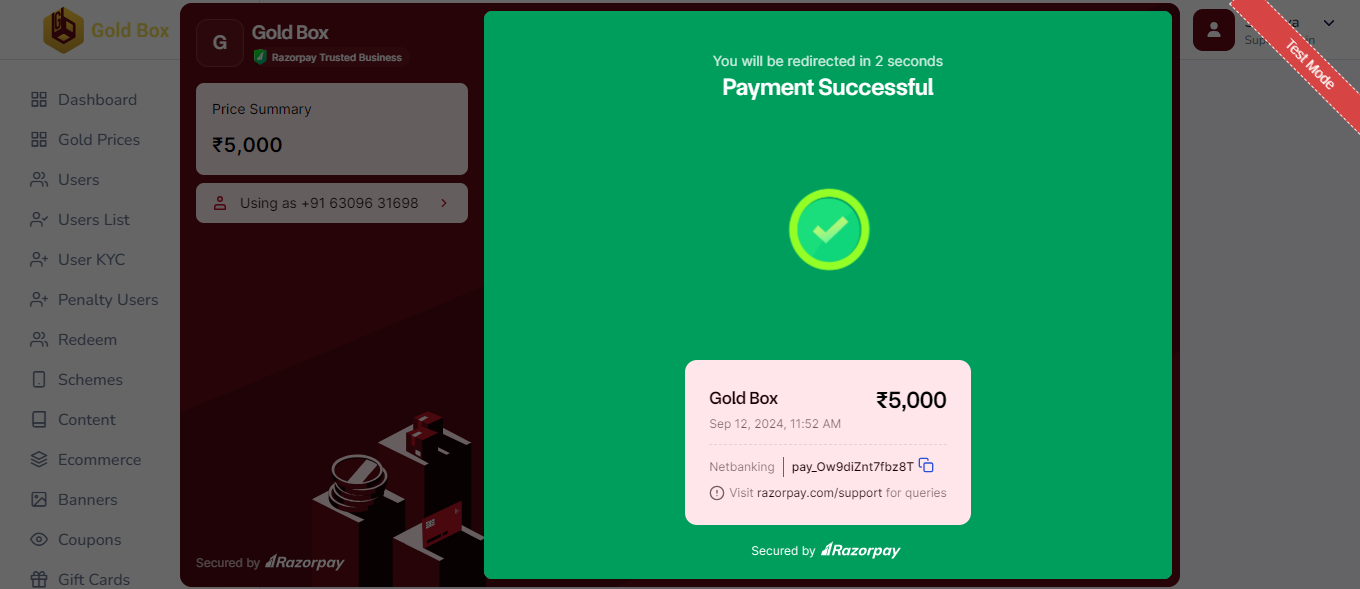 Gold Box
Dashboard
Gold Prices
Users
Users List
User KYC
Penalty Users
Redeem
Schemes
Content
Ecommerce
Banners
Coupons
Gift Cards
G
Gold Box
Razorpay Trusted Business
Price Summary
₹5,000
Using as +91 63096 31698
Secured by Razorpay
You will be redirected in 2 seconds
Payment Successful
Gold Box ₹5,000
Sep 12, 2024, 11:52 AM
Netbanking pay_Ow9diZnt7fbz8T
Visit razorpay.com/support for queries
Secured by Razorpay
Test Mode